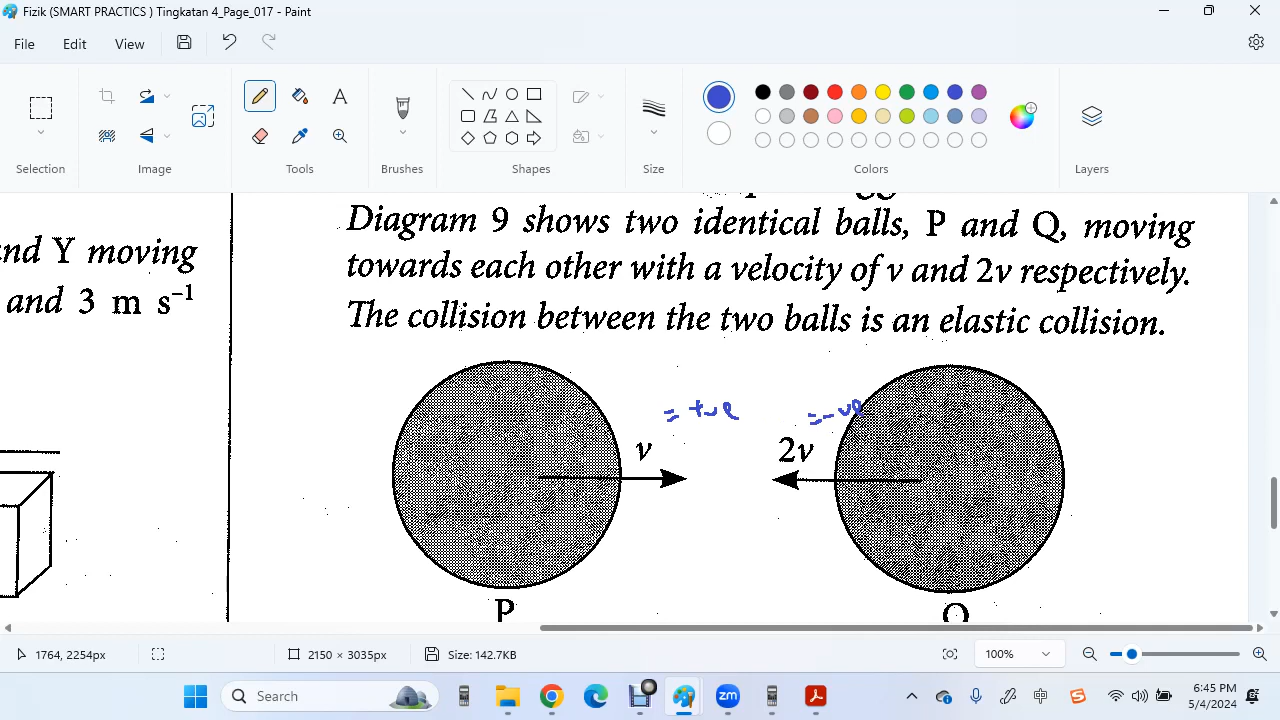 Fizik (SMART PRACTICS ) Tingkatan 4_Page_017 - Paint
File Edit View
Selection Image Tools Brushes Shapes Size Colors Layers
and Y moving
and 3 m s⁻¹
Diagram 9 shows two identical balls, P and Q, moving
towards each other with a velocity of v and 2v respectively.
The collision between the two balls is an elastic collision.
= +ve
=-ve
v
2v
P
Q
1764, 2254px
2150 × 3035px
Size: 142.7KB
100%
Search
中
6:45 PM
5/4/2024